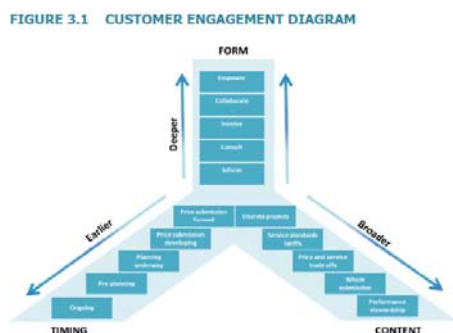 FIGURE 3.1 CUSTOMER ENGAGEMENT DIAGRAM
FORM
Empower
Collaborate
Involve
Consult
Inform
Deeper
Price submission
formed
Discrete projects
Price submission
developing
Service standards
tariffs
Planning
underway
Price and service
trade offs
Pre planning
Whole
submission
Ongoing
Performance
stewardship
Earlier
Broader
TIMING
CONTENT